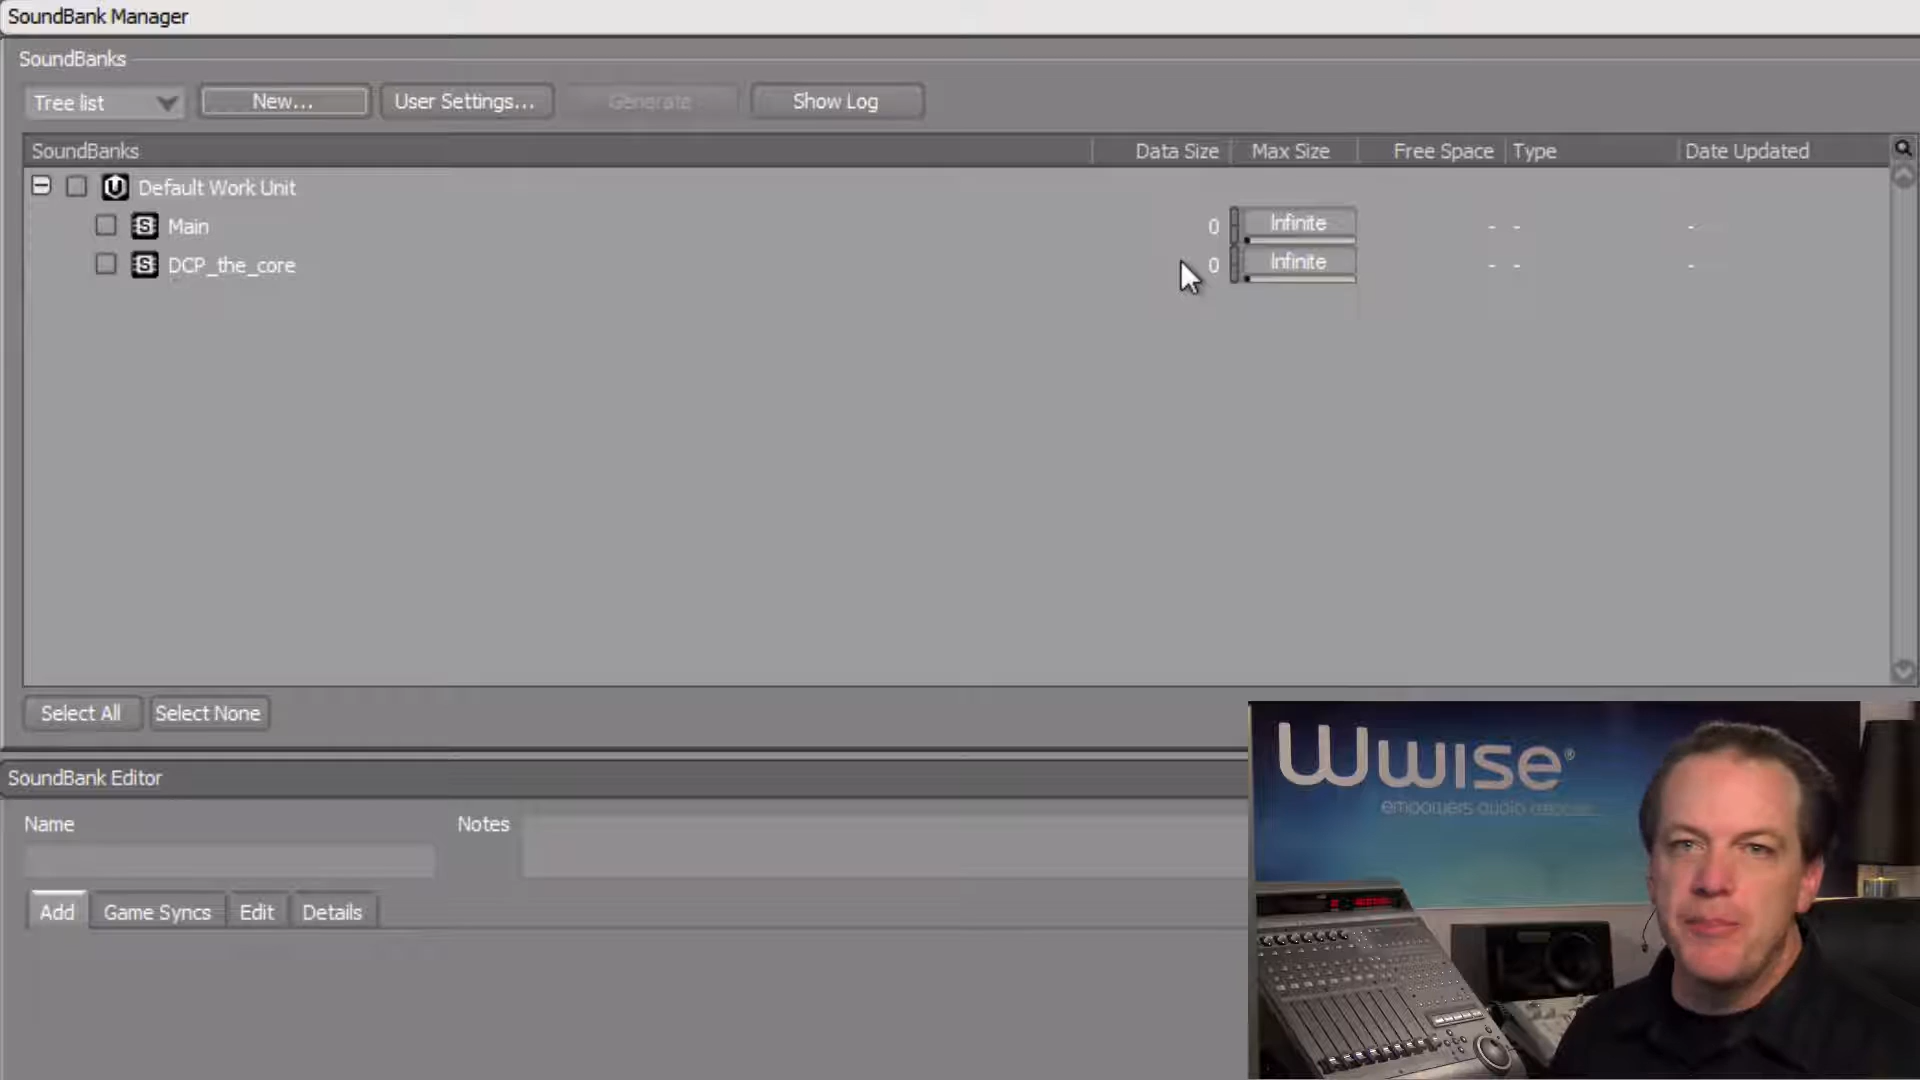 SoundBank Manager
SoundBanks
Tree list New... User Settings... Generate Show Log
SoundBanks Data Size Max Size Free Space Type Date Updated
Default Work Unit
Main 0 Infinite - - -
DCP_the_core 0 Infinite - - -
Select All Select None
SoundBank Editor
Name Notes
Add Game Syncs Edit Details
Wwise®
empowers audio